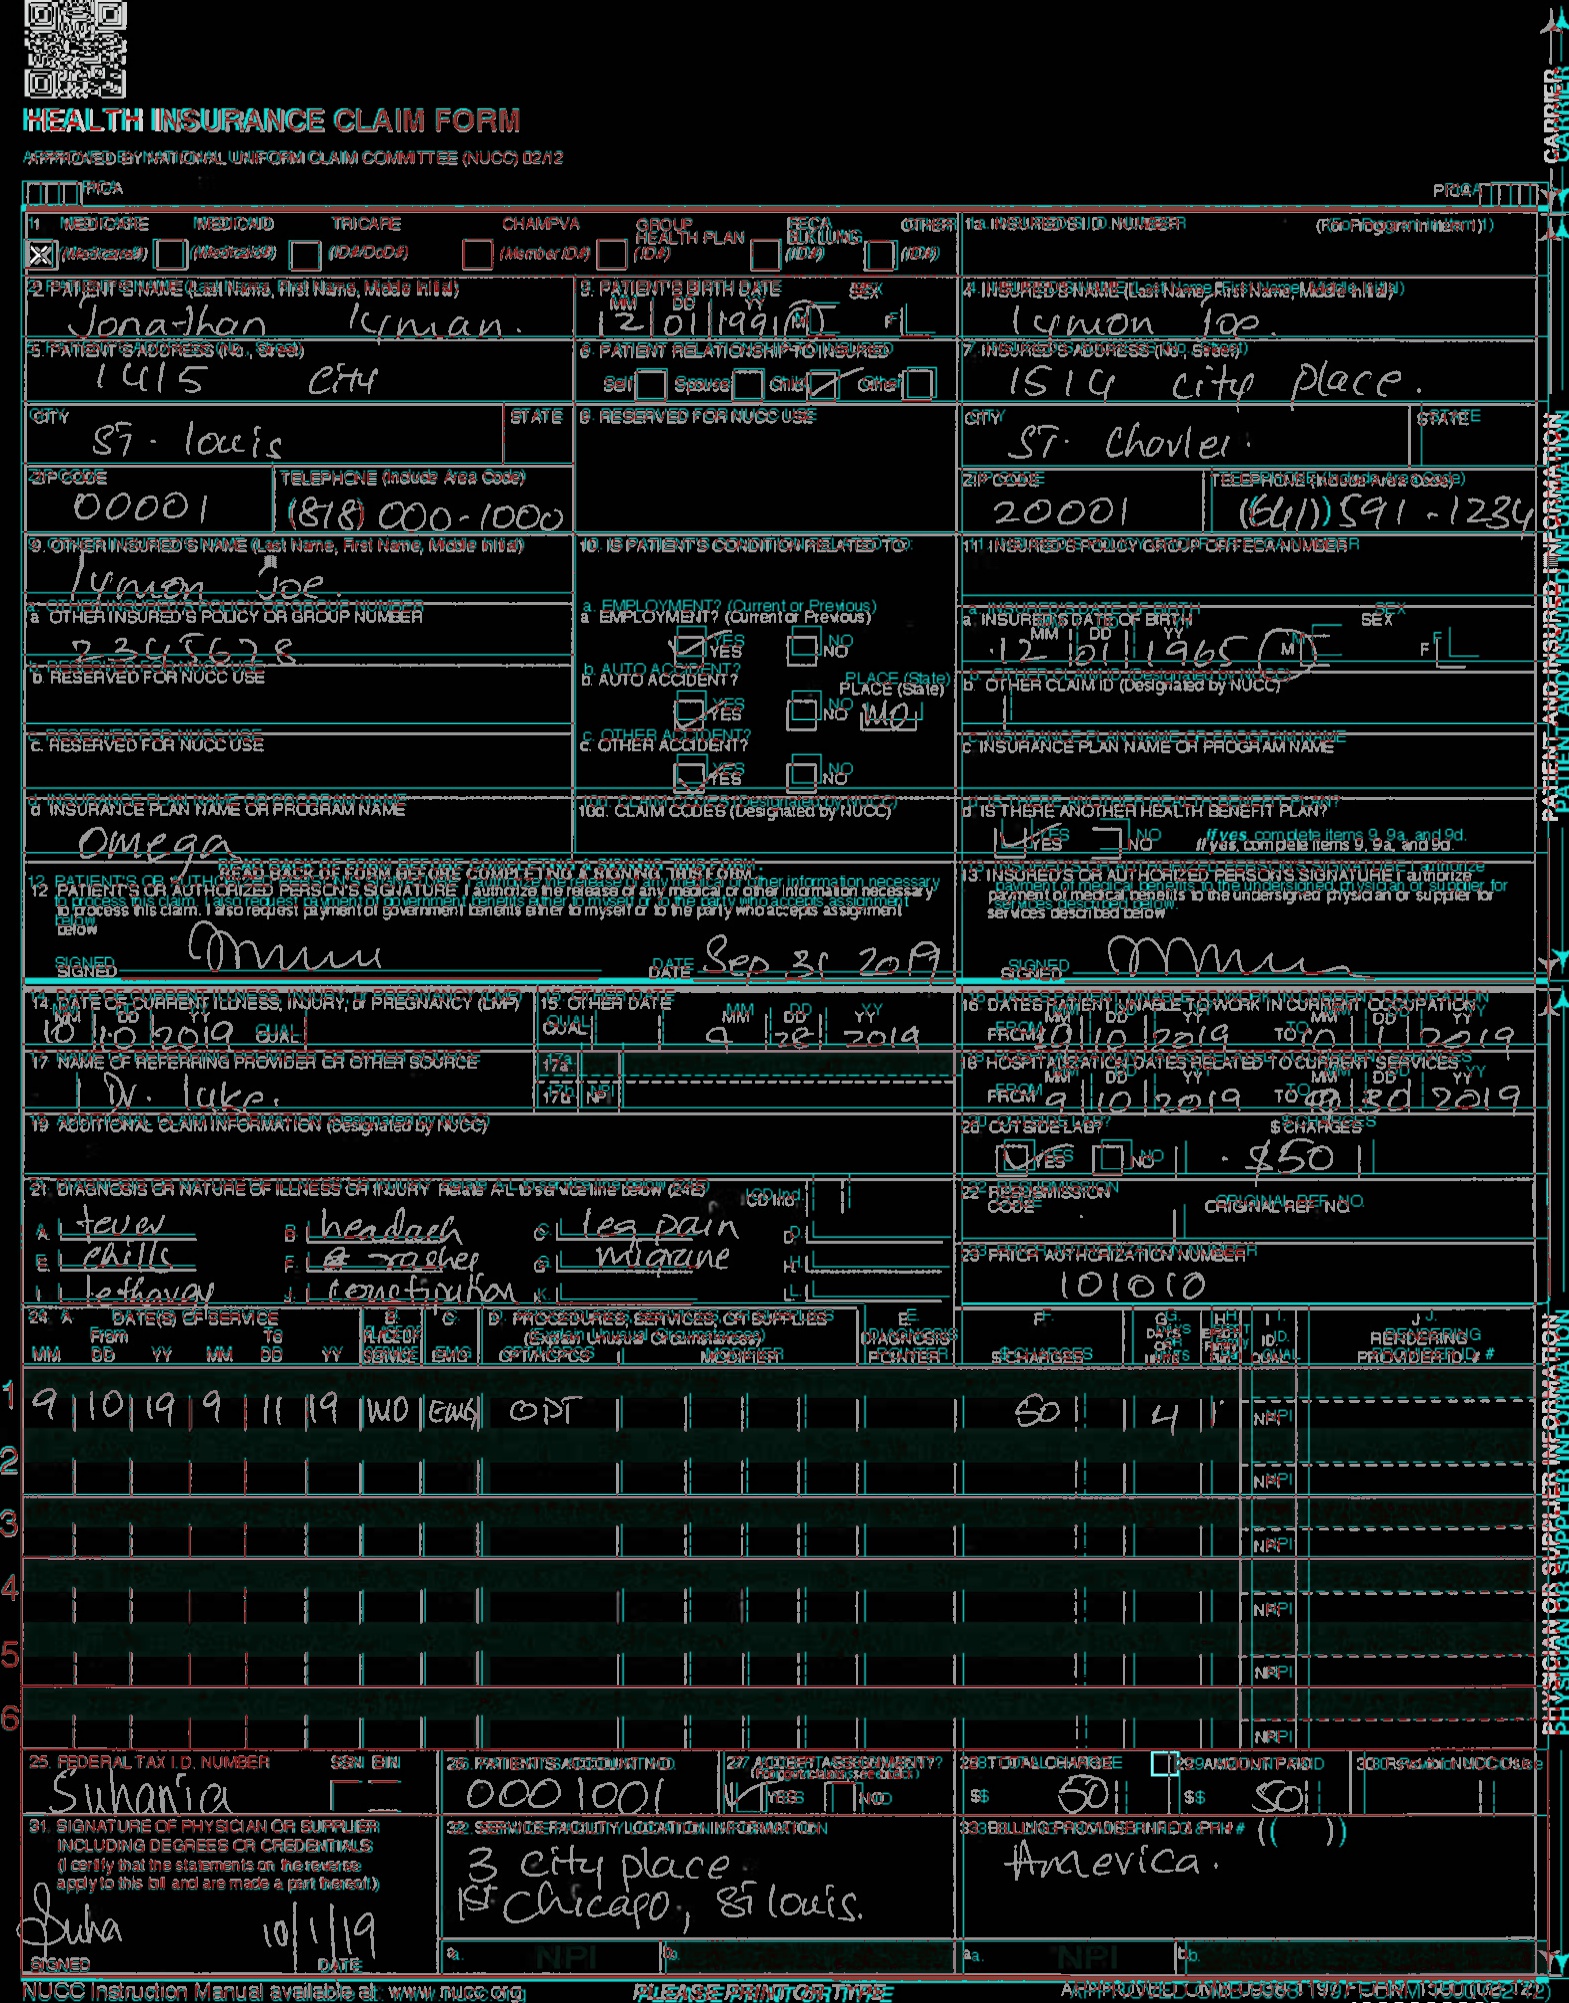 HEALTH INSURANCE CLAIM FORM
APPROVED BY NATIONAL UNIFORM CLAIM COMMITTEE (NUCC) 02/12
PICA PICA
CARRIER
1 MEDICARE MEDICAID TRICARE CHAMPVA GROUP HEALTH PLAN FECA BLK LUNG OTHER 1a. INSURED'S I.D. NUMBER (For Program in Item 1)
(Medicare#) (Medicaid#) (ID#/DoD#) (Member ID#) (ID#) (ID#) (ID#)
2. PATIENT'S NAME (Last Name, First Name, Middle Initial) 3. PATIENT'S BIRTH DATE SEX 4. INSURED'S NAME (Last Name, First Name, Middle Initial)
MM DD YY
Jonathan lyman. 12 01 1991 M F lymon Joe.
5. PATIENT'S ADDRESS (No., Street) 6. PATIENT RELATIONSHIP TO INSURED 7. INSURED'S ADDRESS (No., Street)
1415 city Self Spouse Child Other 1514 city place.
CITY STATE 8. RESERVED FOR NUCC USE CITY STATE
ST. louis ST.
ZIP CODE TELEPHONE (Include Area Code) ZIP CODE TELEPHONE (Include Area Code)
00001 (818) 000-1000 20001 (641) 591-1234
9. OTHER INSURED'S NAME (Last Name, First Name, Middle Initial) 10. IS PATIENT'S CONDITION RELATED TO: 11. INSURED'S POLICY GROUP OR FECA NUMBER
lymon Joe.
a. OTHER INSURED'S POLICY OR GROUP NUMBER a. EMPLOYMENT? (Current or Previous) a. INSURED'S DATE OF BIRTH SEX
MM DD YY
2345678 YES NO 12 01 1965 M F
b. RESERVED FOR NUCC USE b. AUTO ACCIDENT? PLACE (State) b. OTHER CLAIM ID (Designated by NUCC)
YES NO MO
c. RESERVED FOR NUCC USE c. OTHER ACCIDENT? c. INSURANCE PLAN NAME OR PROGRAM NAME
YES NO
d. INSURANCE PLAN NAME OR PROGRAM NAME 10d. CLAIM CODES (Designated by NUCC) d. IS THERE ANOTHER HEALTH BENEFIT PLAN?
Omega YES NO If yes, complete items 9, 9a, and 9d.
READ BACK OF FORM BEFORE COMPLETING & SIGNING THIS FORM.
12. PATIENT'S OR AUTHORIZED PERSON'S SIGNATURE I authorize the release of any medical or other information necessary
to process this claim. I also request payment of government benefits either to myself or to the party who accepts assignment
below.
13. INSURED'S OR AUTHORIZED PERSON'S SIGNATURE I authorize
payment of medical benefits to the undersigned physician or supplier for
services described below.
SIGNED DATE Sep 31 2019 SIGNED
PATIENT AND INSURED INFORMATION
14. DATE OF CURRENT ILLNESS, INJURY, or PREGNANCY (LMP) 15. OTHER DATE 16. DATES PATIENT UNABLE TO WORK IN CURRENT OCCUPATION
MM DD YY MM DD YY MM DD YY MM DD YY
10 10 2019 QUAL. QUAL. 9 28 2019 FROM 9 10 2019 TO 10 1 2019
17. NAME OF REFERRING PROVIDER OR OTHER SOURCE 17a. 18. HOSPITALIZATION DATES RELATED TO CURRENT SERVICES
MM DD YY MM DD YY
Dr. luke. 17b. NPI FROM 9 10 2019 TO 30 2019
19. ADDITIONAL CLAIM INFORMATION (Designated by NUCC) 20. OUTSIDE LAB? $ CHARGES
YES NO $50
21. DIAGNOSIS OR NATURE OF ILLNESS OR INJURY Relate A-L to service line below (24E) ICD Ind. 22. RESUBMISSION CODE ORIGINAL REF. NO.
A. fever B. headach C. leg pain D.
E. chills F. rashes G. migrane H. 23. PRIOR AUTHORIZATION NUMBER
I. lethargy J. constipation K. L. 101010
24. A. DATE(S) OF SERVICE B. C. D. PROCEDURES, SERVICES, OR SUPPLIES E. F. G. H. I. J.
From To PLACE OF (Explain Unusual Circumstances) DIAGNOSIS DAYS OR ID. RENDERING
MM DD YY MM DD YY SERVICE EMG CPT/HCPCS MODIFIER POINTER $ CHARGES UNITS QUAL. PROVIDER ID. #
1 9 10 19 9 11 19 MO EMG OPT 50 4 NPI
2 NPI
3 NPI
4 NPI
5 NPI
6 NPI
PHYSICIAN OR SUPPLIER INFORMATION
25. FEDERAL TAX I.D. NUMBER SSN EIN 26. PATIENT'S ACCOUNT NO. 27. ACCEPT ASSIGNMENT? 28. TOTAL CHARGE 29. AMOUNT PAID 30. Rsvd for NUCC Use
(For govt. claims, see back)
Suhania 0001001 YES NO $ 50 $ 50
31. SIGNATURE OF PHYSICIAN OR SUPPLIER 32. SERVICE FACILITY LOCATION INFORMATION 33. BILLING PROVIDER INFO & PH # ( )
INCLUDING DEGREES OR CREDENTIALS
(I certify that the statements on the reverse
apply to this bill and are made a part thereof.)
3 city place America.
1st Chicago, ST louis.
Suha 10/1/19
SIGNED DATE a. NPI b. a. NPI b.
NUCC Instruction Manual available at: www.nucc.org PLEASE PRINT OR TYPE APPROVED OMB-0938-1197 FORM 1500 (02-12)